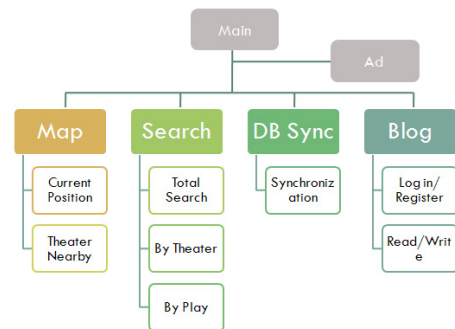 Main
Ad
Map
Search
DB Sync
Blog
Current
Position
Total
Search
Synchroniz
ation
Log in/
Register
Theater
Nearby
By Theater
Read/Writ
e
By Play